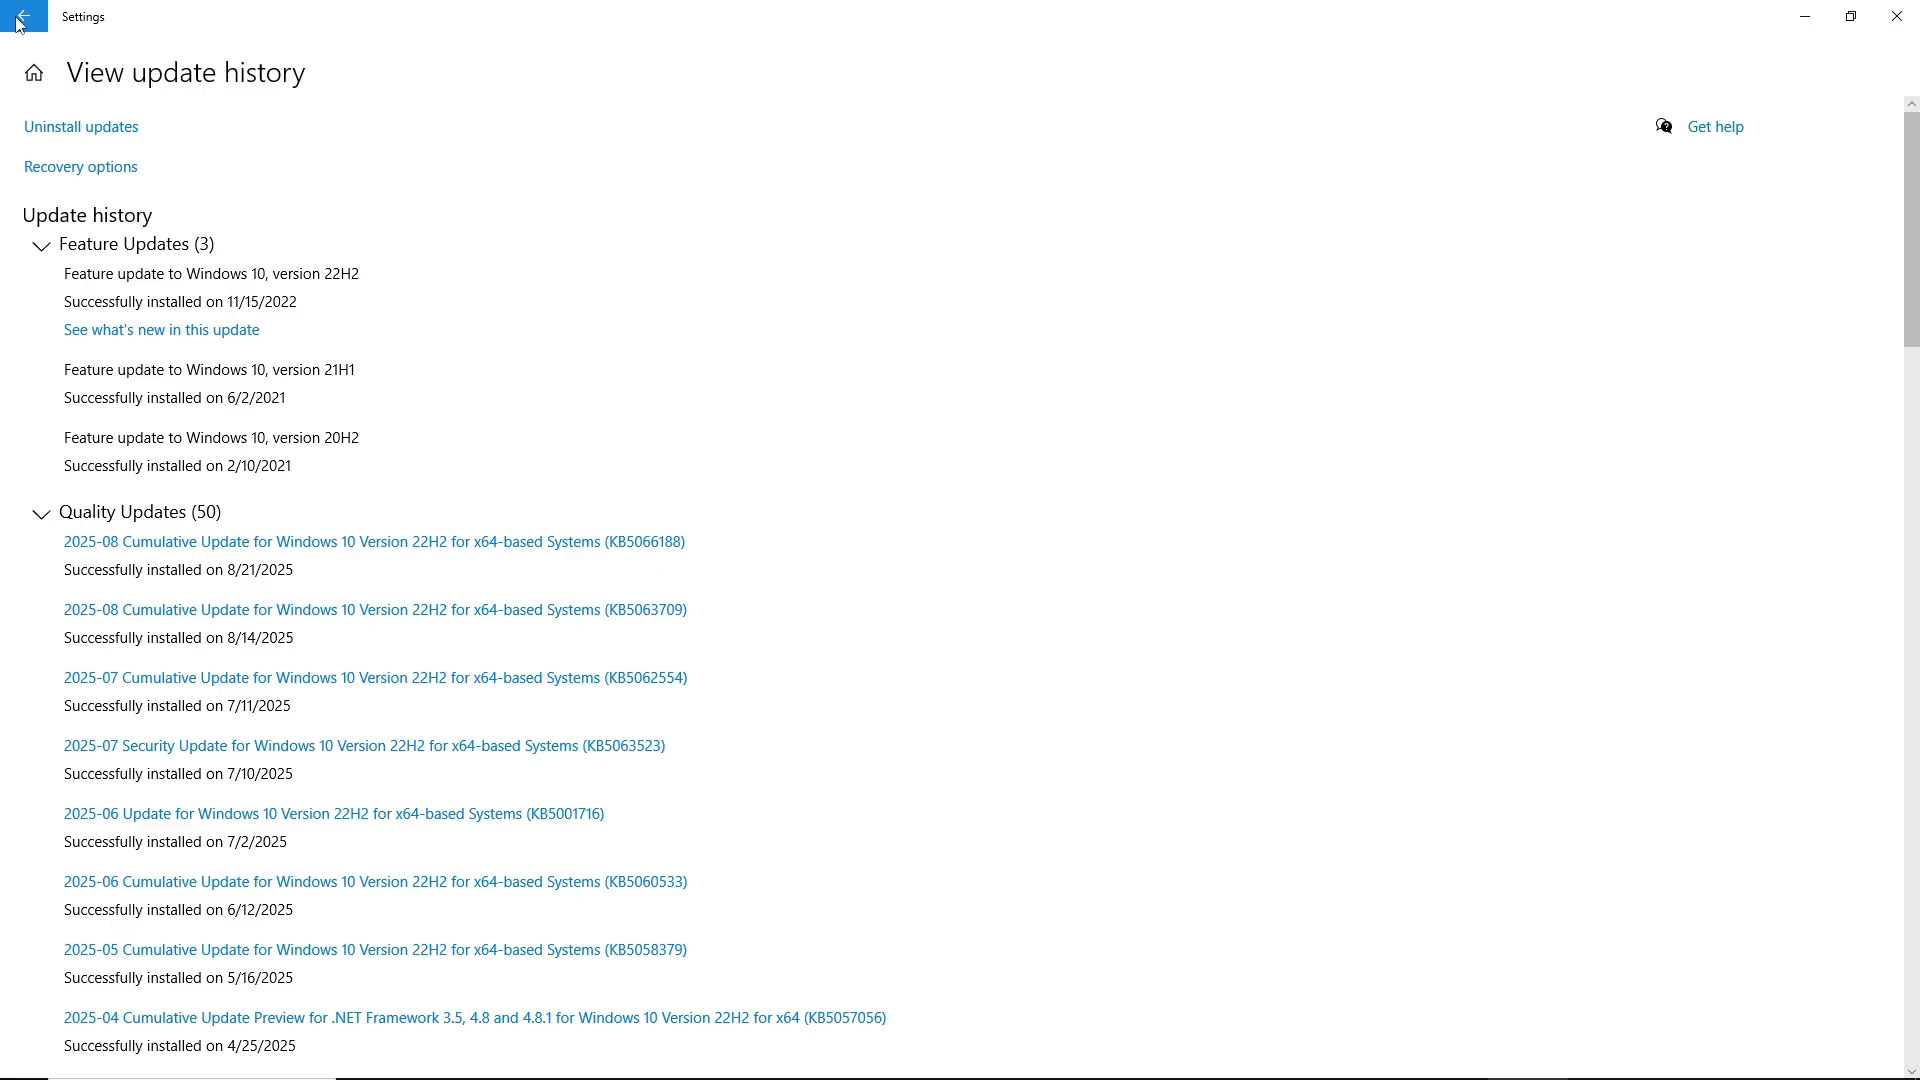 Settings
View update history
Uninstall updates
Get help
Recovery options
Update history
Feature Updates (3)
Feature update to Windows 10, version 22H2
Successfully installed on 11/15/2022
See what's new in this update
Feature update to Windows 10, version 21H1
Successfully installed on 6/2/2021
Feature update to Windows 10, version 20H2
Successfully installed on 2/10/2021
Quality Updates (50)
2025-08 Cumulative Update for Windows 10 Version 22H2 for x64-based Systems (KB5066188)
Successfully installed on 8/21/2025
2025-08 Cumulative Update for Windows 10 Version 22H2 for x64-based Systems (KB5063709)
Successfully installed on 8/14/2025
2025-07 Cumulative Update for Windows 10 Version 22H2 for x64-based Systems (KB5062554)
Successfully installed on 7/11/2025
2025-07 Security Update for Windows 10 Version 22H2 for x64-based Systems (KB5063523)
Successfully installed on 7/10/2025
2025-06 Update for Windows 10 Version 22H2 for x64-based Systems (KB5001716)
Successfully installed on 7/2/2025
2025-06 Cumulative Update for Windows 10 Version 22H2 for x64-based Systems (KB5060533)
Successfully installed on 6/12/2025
2025-05 Cumulative Update for Windows 10 Version 22H2 for x64-based Systems (KB5058379)
Successfully installed on 5/16/2025
2025-04 Cumulative Update Preview for .NET Framework 3.5, 4.8 and 4.8.1 for Windows 10 Version 22H2 for x64 (KB5057056)
Successfully installed on 4/25/2025